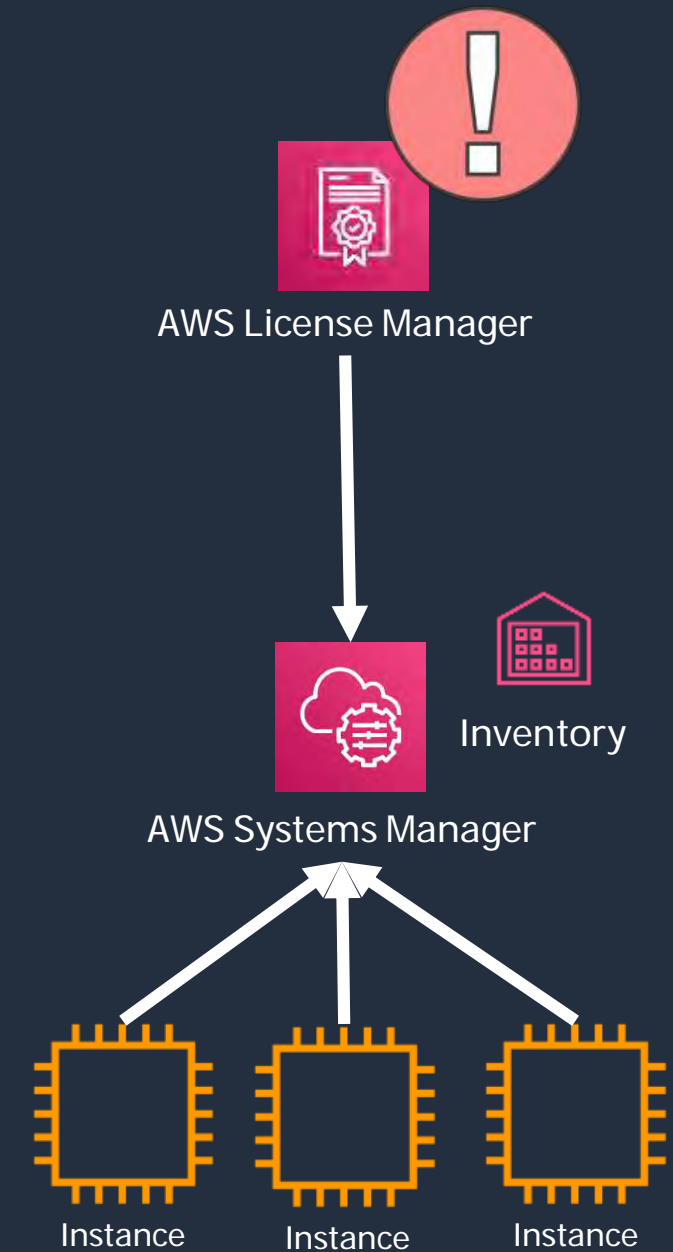 AWS License Manager
Inventory
AWS Systems Manager
Instance
Instance
Instance